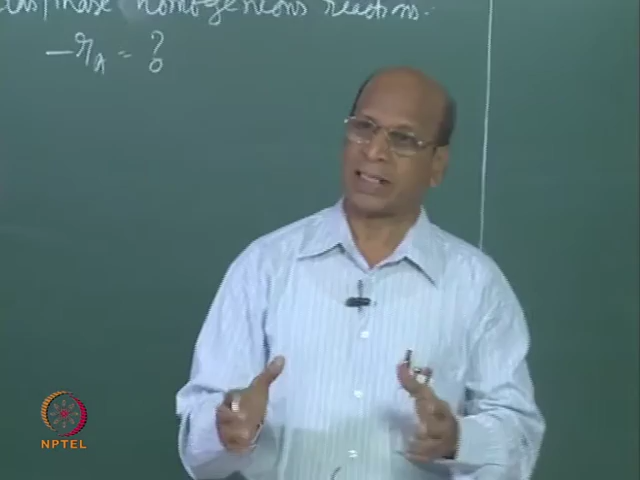 homogeneous reactions.
-r_A = ?
NPTEL